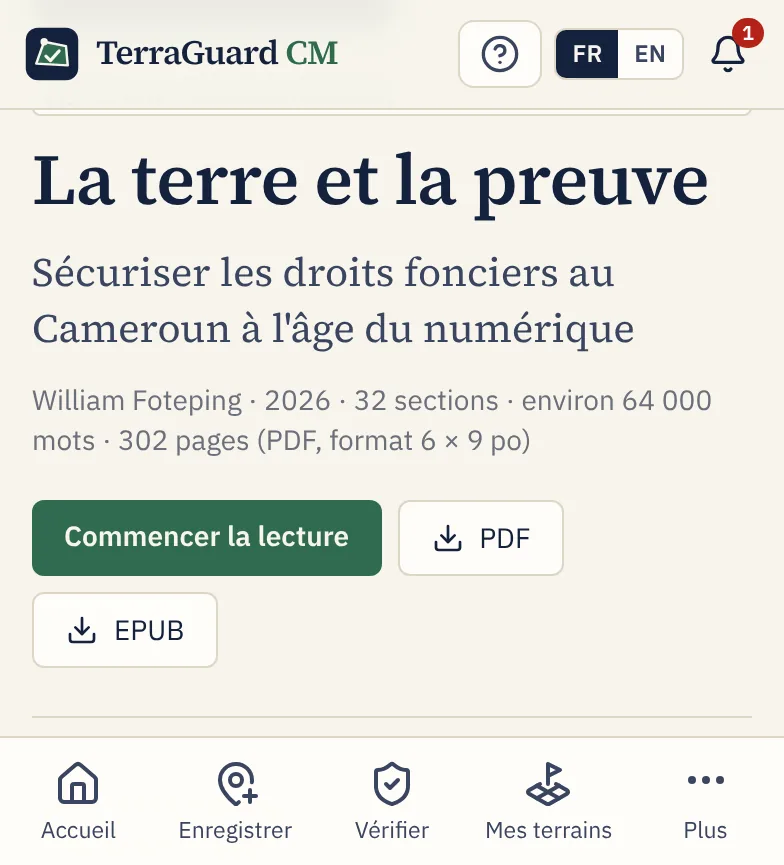 TerraGuard CM
FR EN
1
La terre et la preuve
Sécuriser les droits fonciers au
Cameroun à l'âge du numérique
William Foteping · 2026 · 32 sections · environ 64 000
mots · 302 pages (PDF, format 6 × 9 po)
Commencer la lecture
PDF
EPUB
Accueil
Enregistrer
Vérifier
Mes terrains
Plus